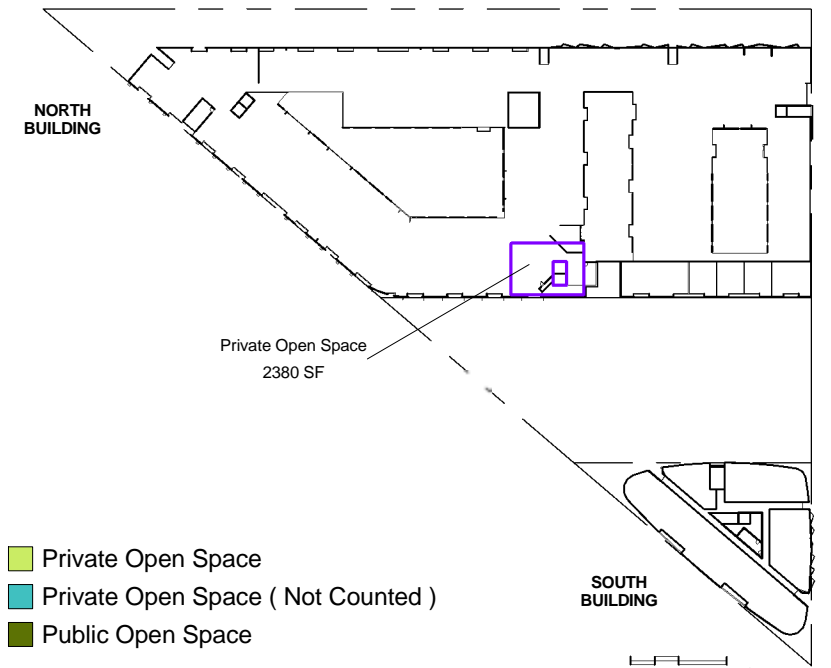 NORTH
BUILDING
Private Open Space
2380 SF
Private Open Space
Private Open Space ( Not Counted )
Public Open Space
SOUTH
BUILDING